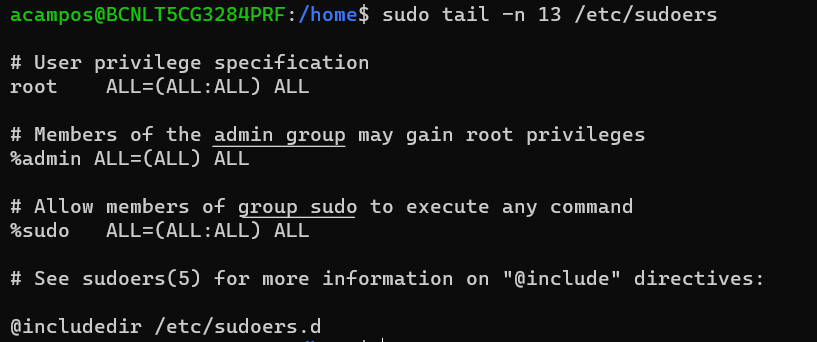 acampos@BCNLT5CG3284PRF:/home$ sudo tail -n 13 /etc/sudoers
# User privilege specification
root    ALL=(ALL:ALL) ALL
# Members of the admin group may gain root privileges
%admin ALL=(ALL) ALL
# Allow members of group sudo to execute any command
%sudo   ALL=(ALL:ALL) ALL
# See sudoers(5) for more information on "@include" directives:
@includedir /etc/sudoers.d